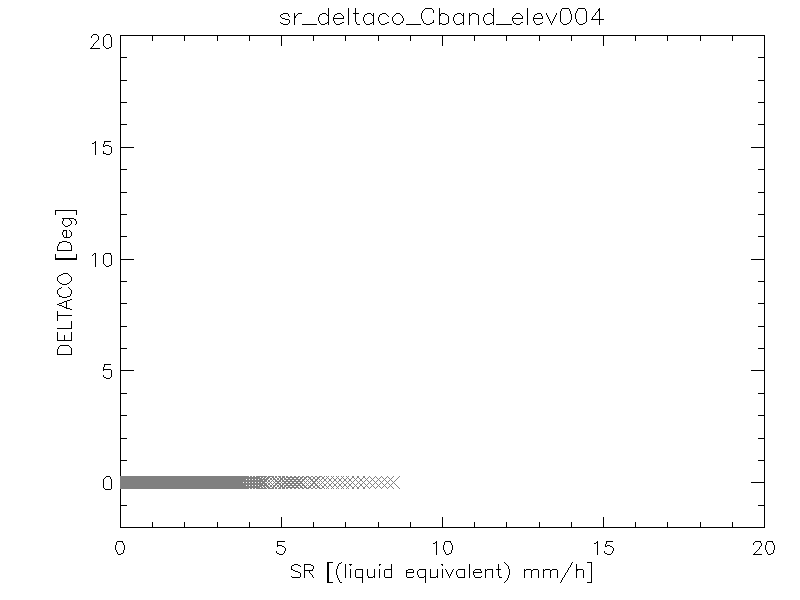 sr_deltaco_Cband_elev004
20
15
10
5
0
DELTACO [Deg]
0 5 10 15 20
SR [(liquid equivalent) mm/h]